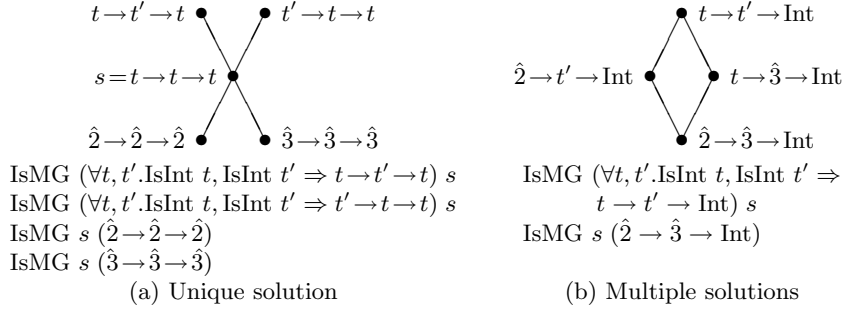 t → t′ → t
t′ → t → t
s = t → t → t
2̂ → 2̂ → 2̂
3̂ → 3̂ → 3̂
IsMG (∀t, t′.IsInt t, IsInt t′ ⇒ t → t′ → t) s
IsMG (∀t, t′.IsInt t, IsInt t′ ⇒ t′ → t → t) s
IsMG s (2̂ → 2̂ → 2̂)
IsMG s (3̂ → 3̂ → 3̂)
(a) Unique solution
t → t′ → Int
2̂ → t′ → Int
t → 3̂ → Int
2̂ → 3̂ → Int
IsMG (∀t, t′.IsInt t, IsInt t′ ⇒
t → t′ → Int) s
IsMG s (2̂ → 3̂ → Int)
(b) Multiple solutions